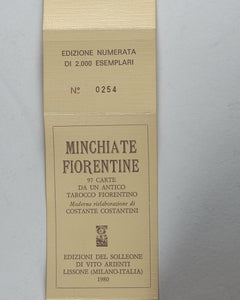 EDIZIONE NUMERATA
DI 2.000 ESEMPLARI
Nº 0254
MINCHIATE
FIORENTINE
97 CARTE
DA UN ANTICO
TAROCCO FIORENTINO
Moderna rielaborazione di
COSTANTE COSTANTINI
EDIZIONI DEL SOLLEONE
DI VITO ARIENTI
LISSONE (MILANO-ITALIA)
1980